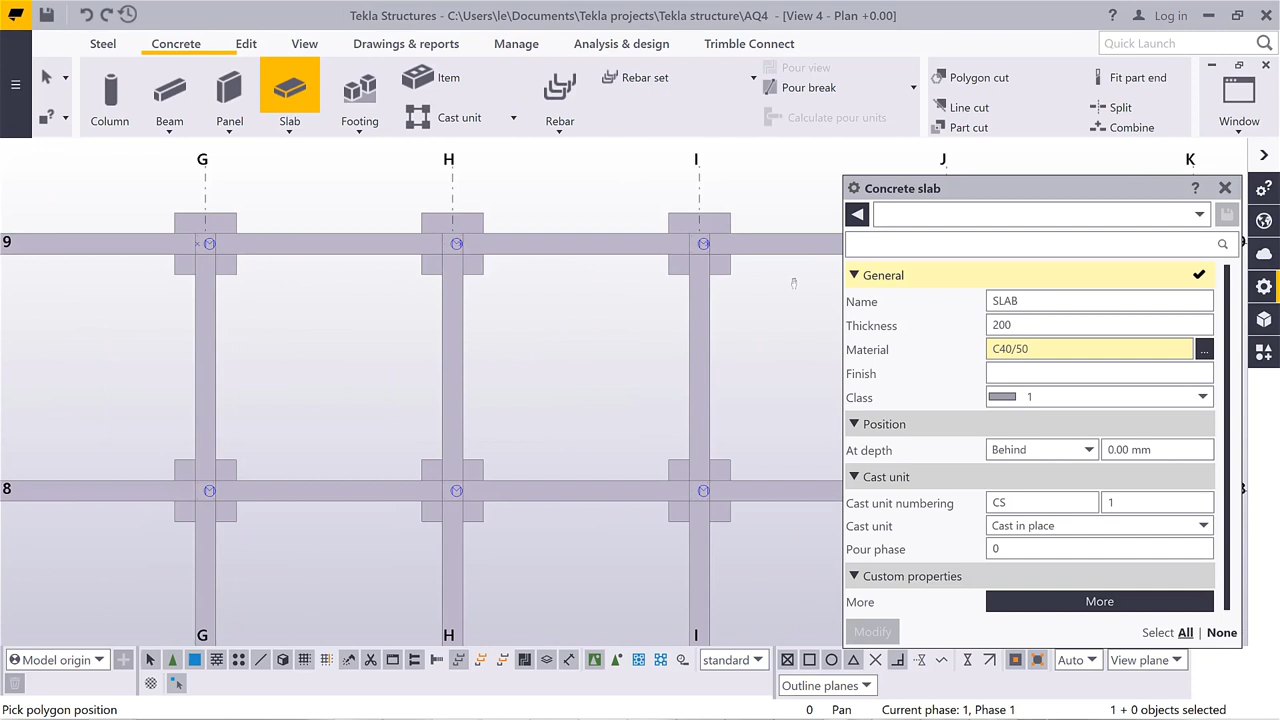 Tekla Structures - C:\Users\le\Documents\Tekla projects\Tekla structure\AQ4 - [View 4 - Plan +0.00]
? Log in
Steel Concrete Edit View Drawings & reports Manage Analysis & design Trimble Connect Quick Launch
Column Beam Panel Slab Footing Item Cast unit Rebar Rebar set Pour view Pour break Calculate pour units Polygon cut Line cut Part cut Fit part end Split Combine Window
G H I J K
Concrete slab ?
9
General
Name SLAB
Thickness 200
Material C40/50 ...
Finish
Class 1
Position
At depth Behind 0.00 mm
Cast unit
8
Cast unit numbering CS 1
Cast unit Cast in place
Pour phase 0
Custom properties
More More
G H I
Modify Select All | None
Model origin standard Auto View plane
Outline planes
Pick polygon position 0 Pan Current phase: 1, Phase 1 1 + 0 objects selected